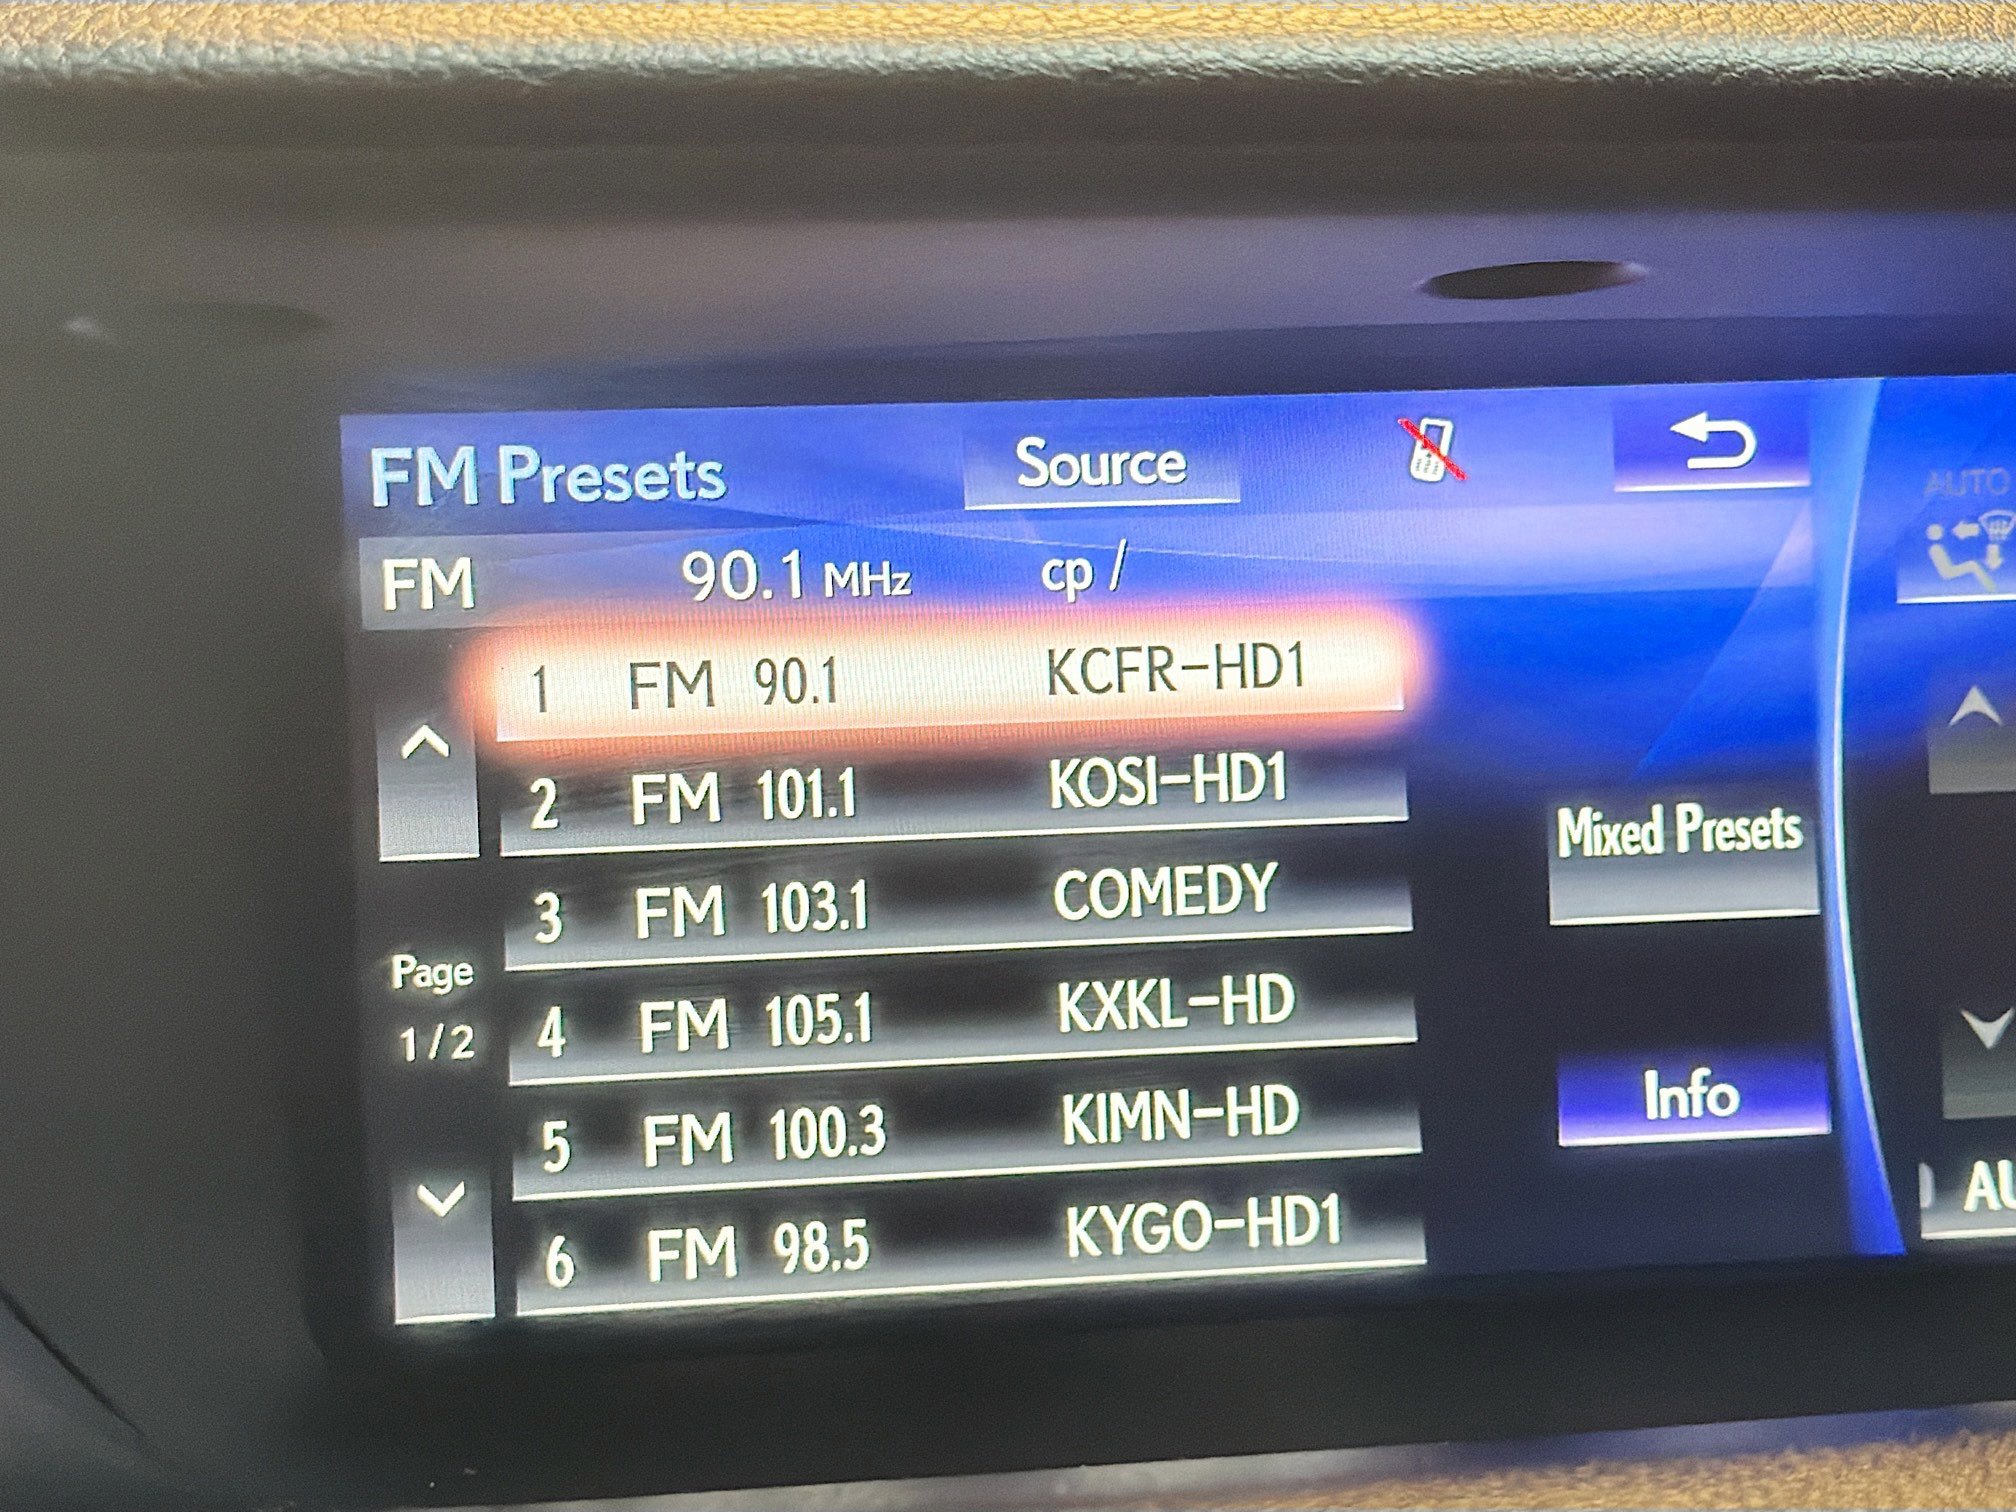 FM Presets Source
AUTO
FM 90.1 MHz cp /
1 FM 90.1 KCFR-HD1
2 FM 101.1 KOSI-HD1
Mixed Presets
3 FM 103.1 COMEDY
Page
1/2
4 FM 105.1 KXKL-HD
Info
5 FM 100.3 KIMN-HD
6 FM 98.5 KYGO-HD1